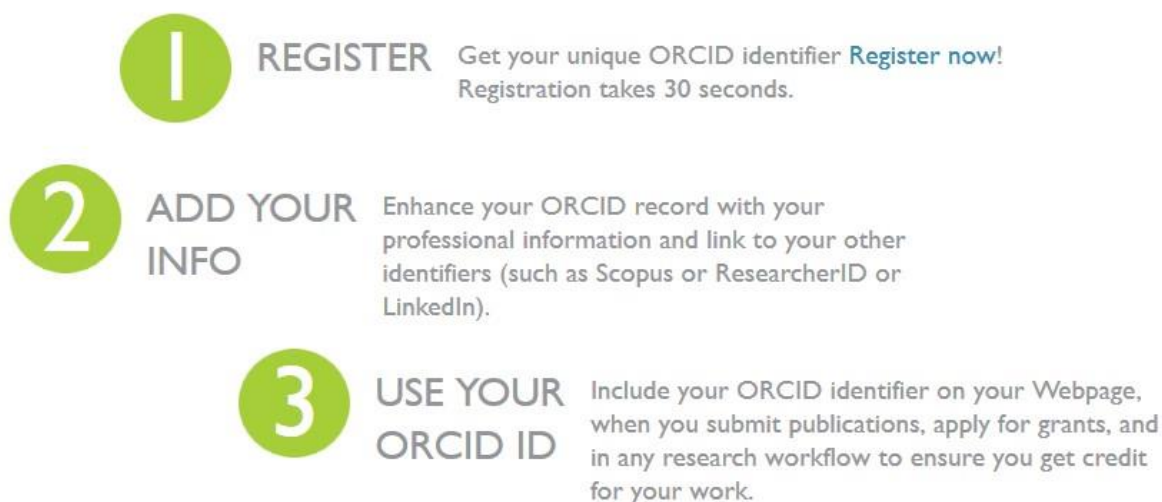 1 REGISTER Get your unique ORCID identifier Register now!
Registration takes 30 seconds.
2 ADD YOUR INFO Enhance your ORCID record with your
professional information and link to your other
identifiers (such as Scopus or ResearcherID or
LinkedIn).
3 USE YOUR ORCID ID Include your ORCID identifier on your Webpage,
when you submit publications, apply for grants, and
in any research workflow to ensure you get credit
for your work.